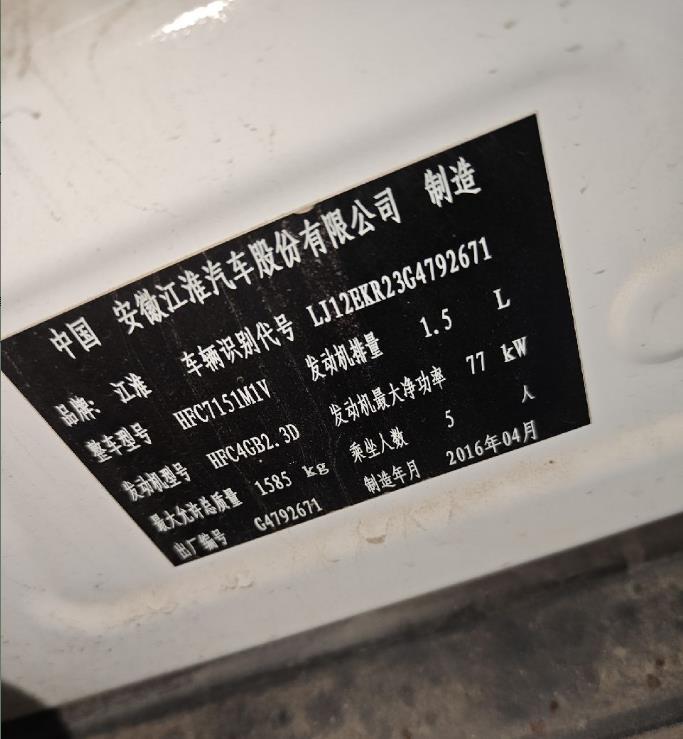 中国 安徽江淮汽车股份有限公司 制造
品牌: 江淮 车辆识别代号 LJ12EKR23G4792671
整车型号 HFC7151M1V 发动机排量 1.5 L
发动机型号 HFC4GB2.3D 发动机最大净功率 77 kW
最大允许总质量 1585 kg 乘坐人数 5 人
出厂编号 G4792671 制造年月 2016年04月